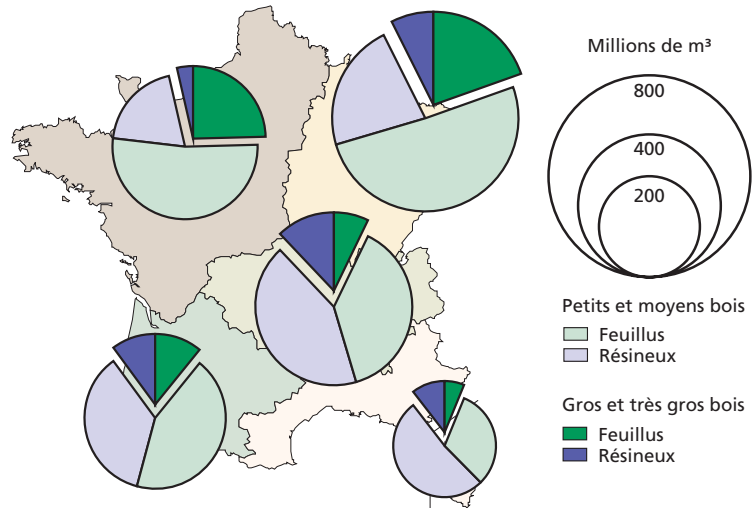 Millions de m³
800
400
200
Petits et moyens bois
Feuillus
Résineux
Gros et très gros bois
Feuillus
Résineux